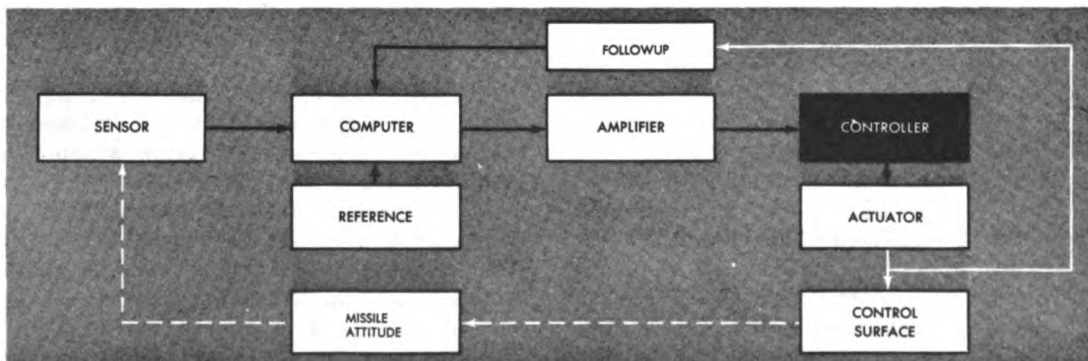 FOLLOWUP
SENSOR
COMPUTER
AMPLIFIER
CONTROLLER
REFERENCE
ACTUATOR
MISSILE
ATTITUDE
CONTROL
SURFACE